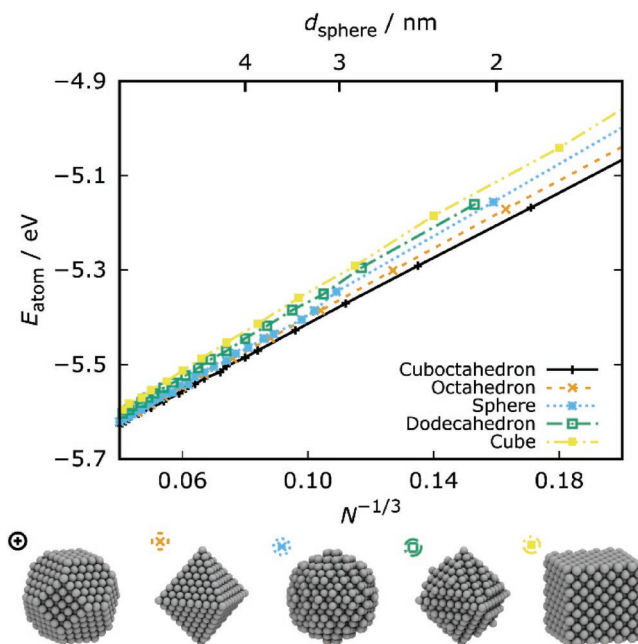 d_sphere / nm
4 3 2
−4.9
−5.1
−5.3
−5.5
−5.7
E_atom / eV
Cuboctahedron
Octahedron
Sphere
Dodecahedron
Cube
0.06 0.10 0.14 0.18
N^−1/3